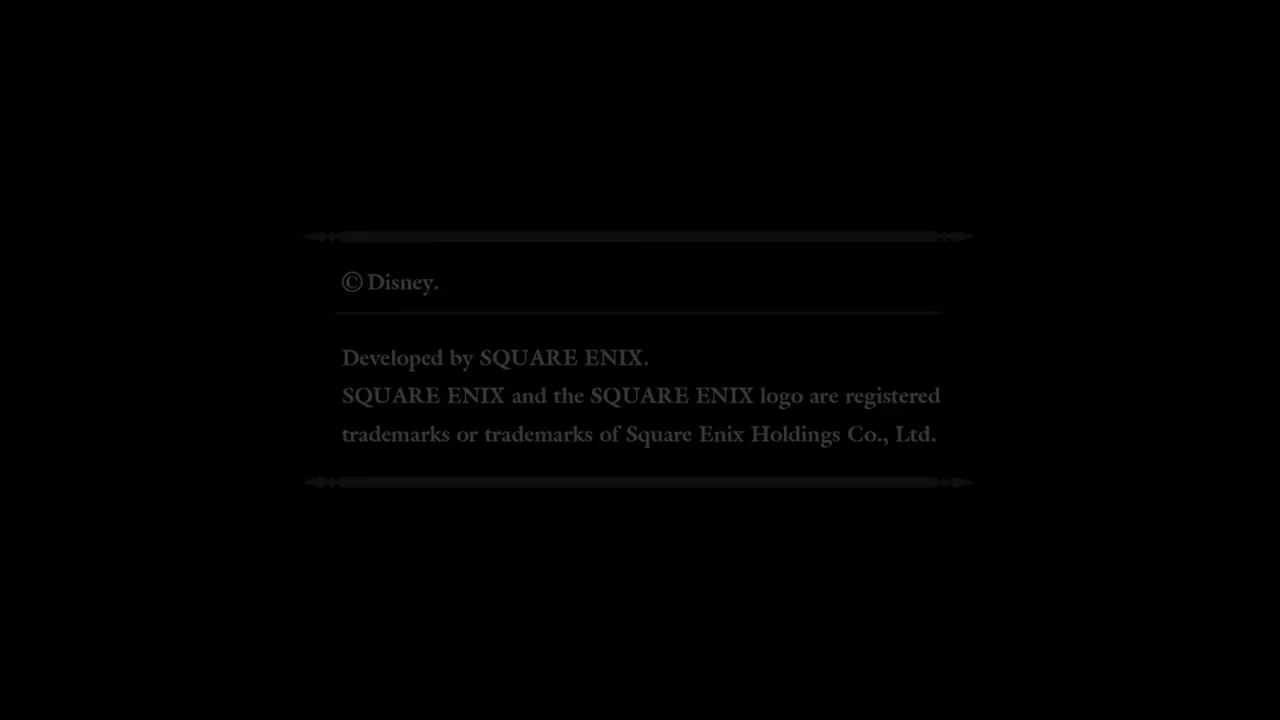 © Disney.
Developed by SQUARE ENIX.
SQUARE ENIX and the SQUARE ENIX logo are registered
trademarks or trademarks of Square Enix Holdings Co., Ltd.